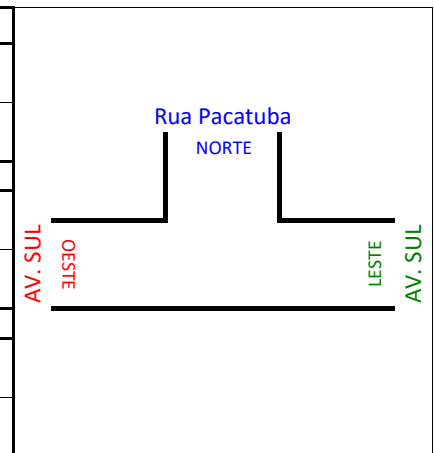 Rua Pacatuba
NORTE
AV. SUL
OESTE
LESTE
AV. SUL